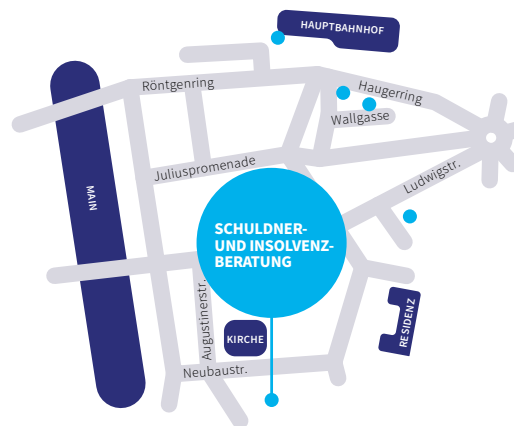 HAUPTBAHNHOF
Röntgenring
Haugerring
Wallgasse
Juliuspromenade
Ludwigstr.
MAIN
SCHULDNER-
UND INSOLVENZ-
BERATUNG
Augustinerstr.
RESIDENZ
KIRCHE
Neubaustr.